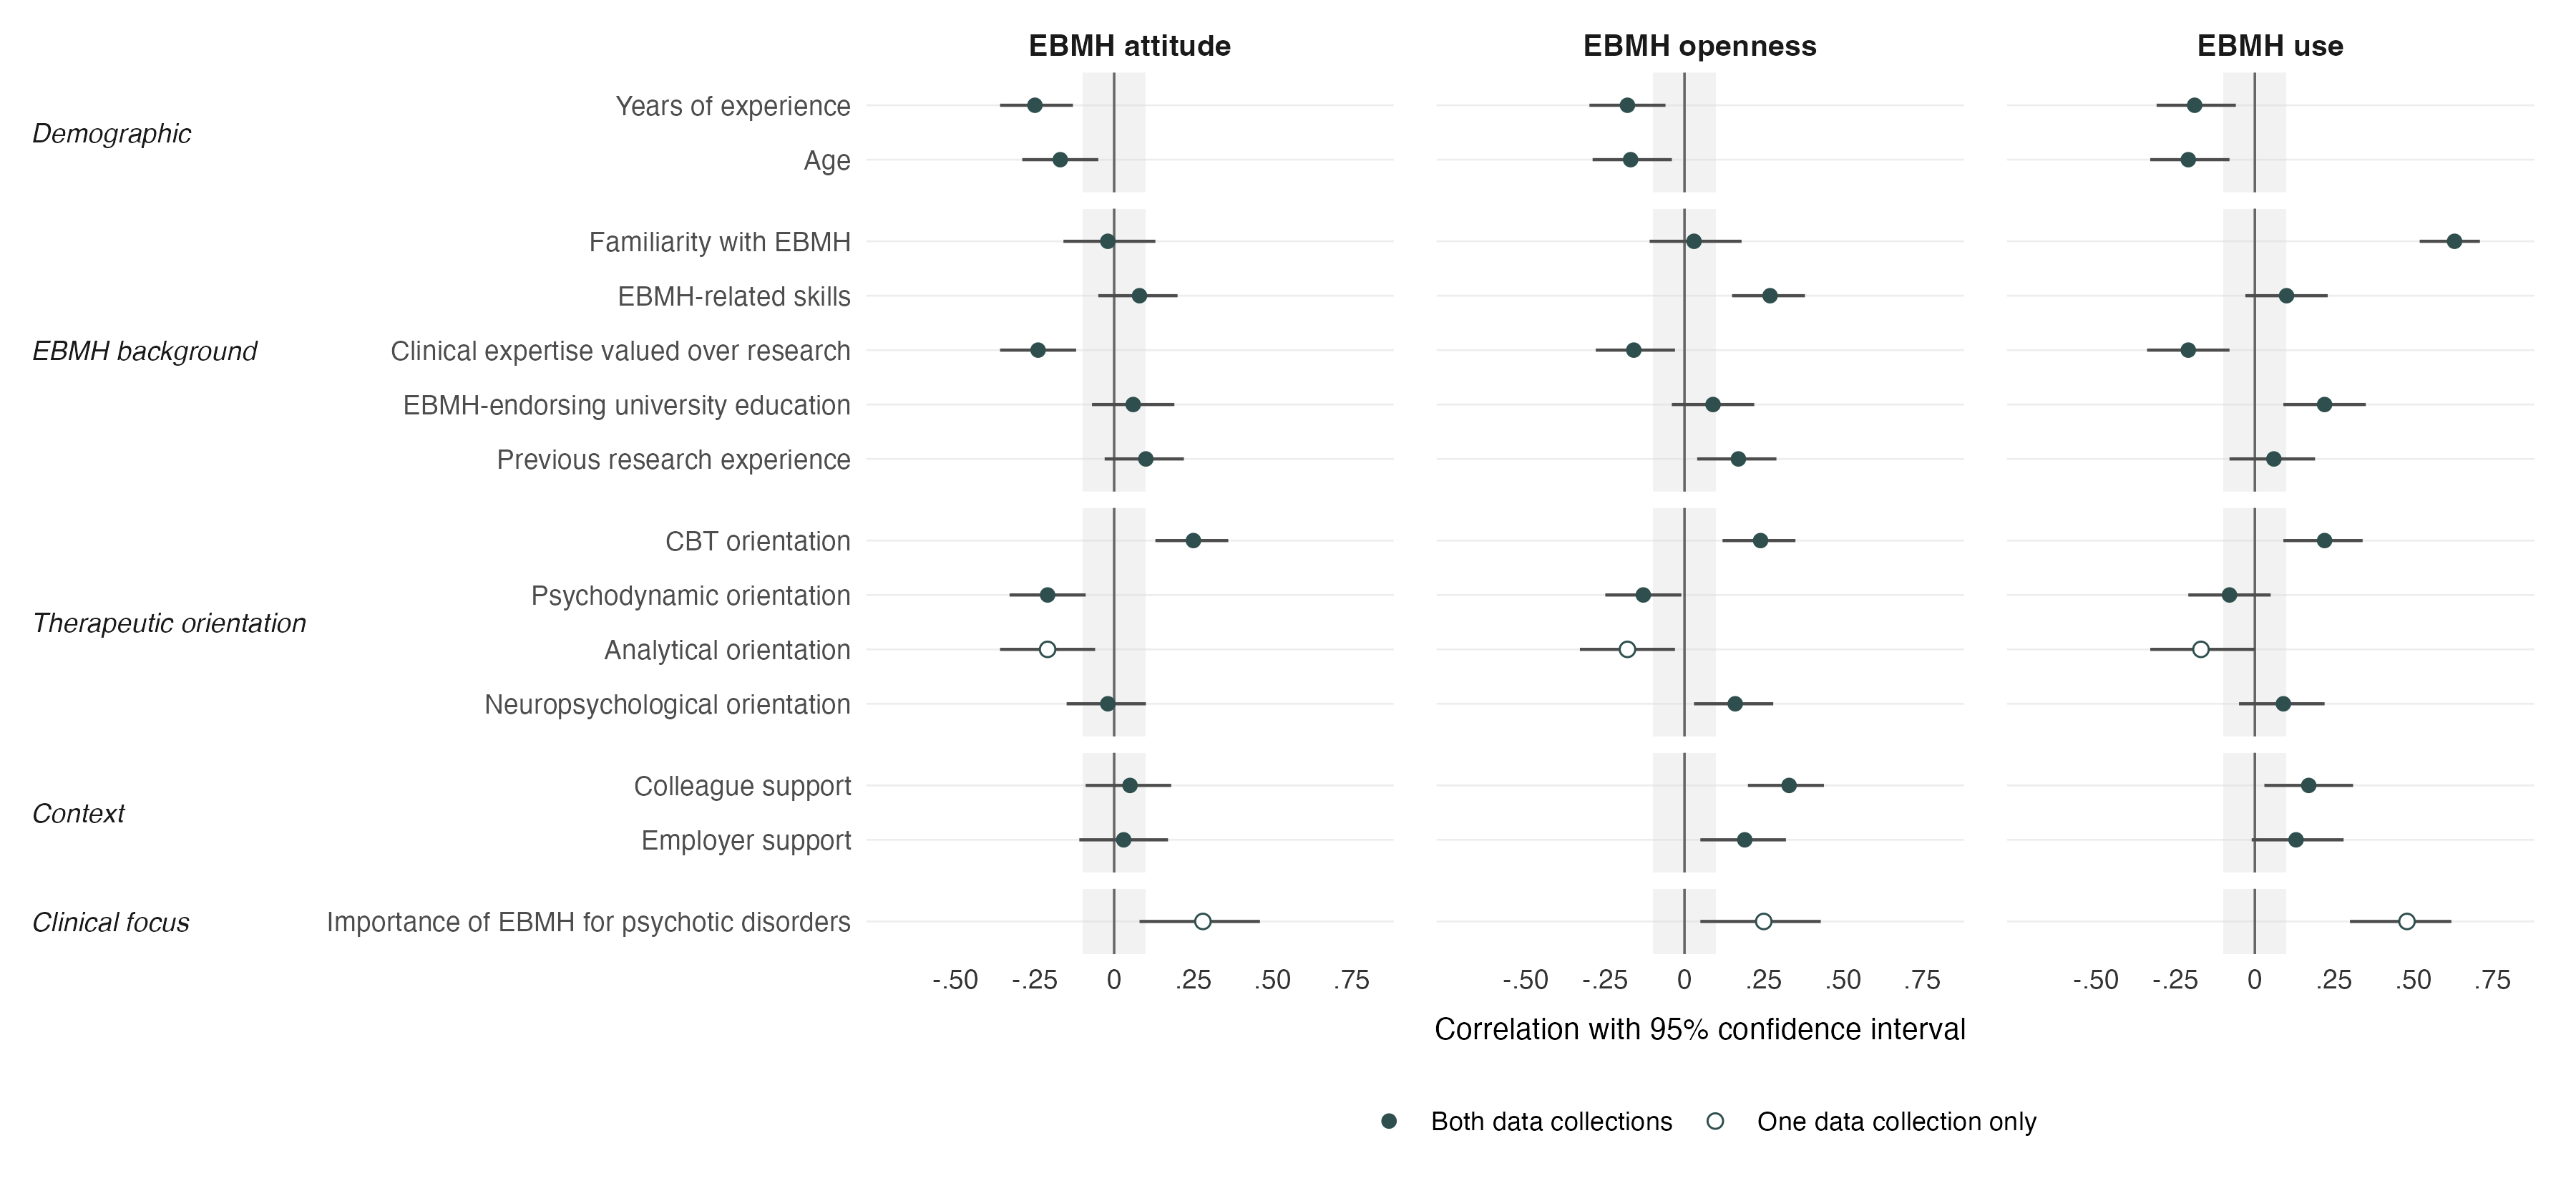 EBMH attitude EBMH openness EBMH use
Demographic
Years of experience
Age
EBMH background
Familiarity with EBMH
EBMH-related skills
Clinical expertise valued over research
EBMH-endorsing university education
Previous research experience
Therapeutic orientation
CBT orientation
Psychodynamic orientation
Analytical orientation
Neuropsychological orientation
Context
Colleague support
Employer support
Clinical focus
Importance of EBMH for psychotic disorders
-.50 -.25 0 .25 .50 .75 -.50 -.25 0 .25 .50 .75 -.50 -.25 0 .25 .50 .75
Correlation with 95% confidence interval
Both data collections One data collection only